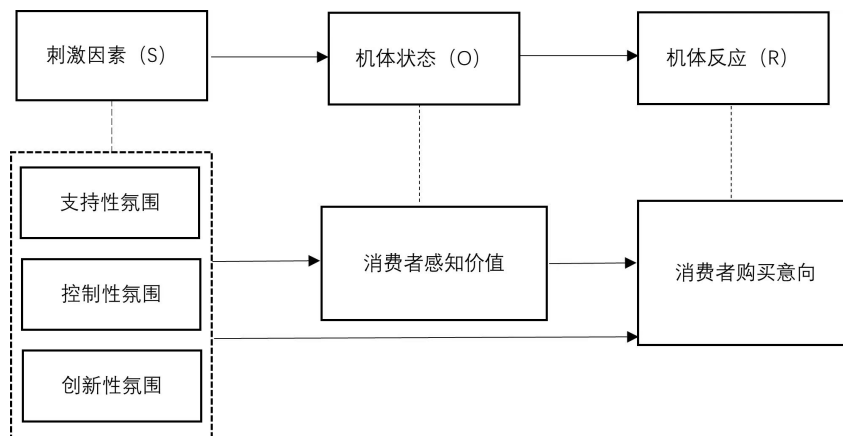 刺激因素（S）
机体状态（O）
机体反应（R）
支持性氛围
控制性氛围
创新性氛围
消费者感知价值
消费者购买意向